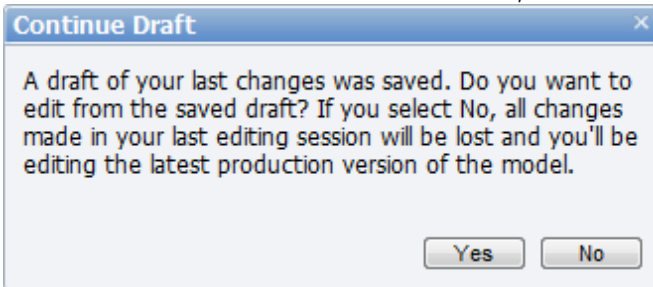 Continue Draft
A draft of your last changes was saved. Do you want to
edit from the saved draft? If you select No, all changes
made in your last editing session will be lost and you'll be
editing the latest production version of the model.
Yes No